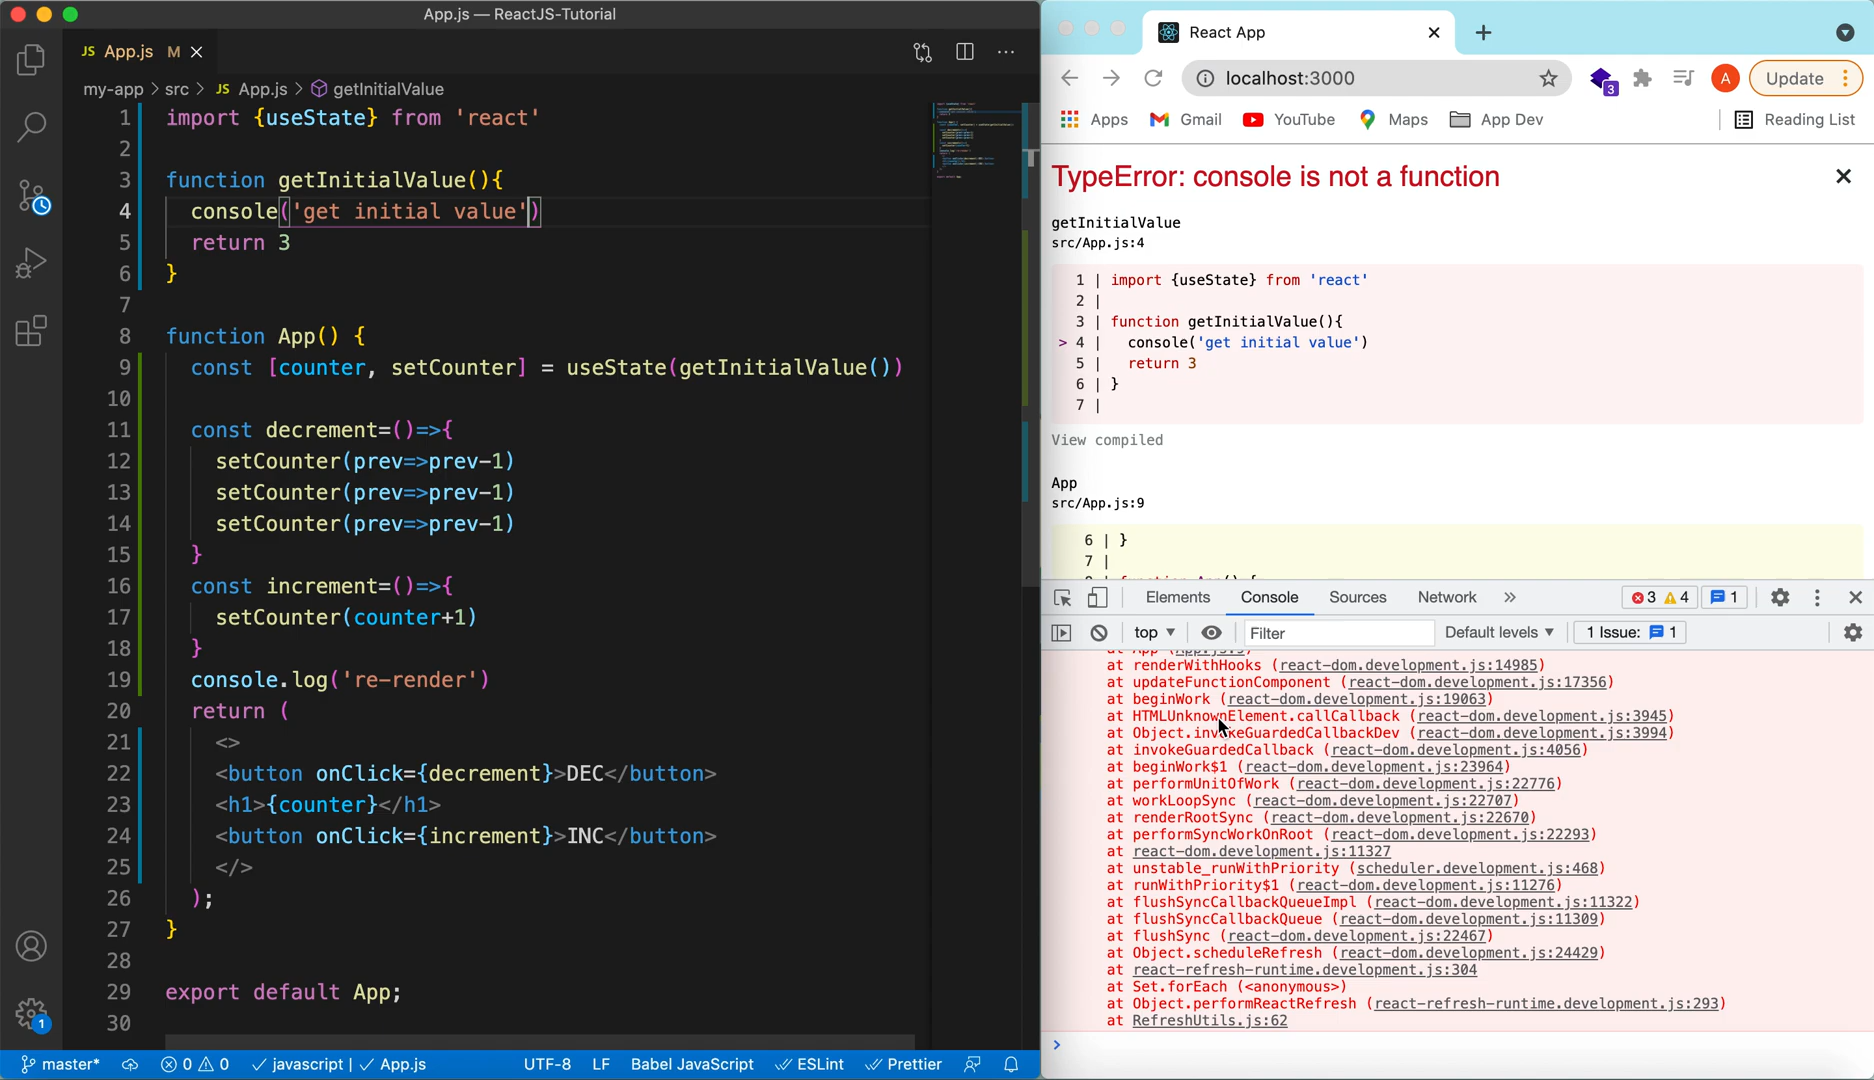 App.js — ReactJS-Tutorial
JS App.js M
my-app > src > JS App.js > getInitialValue
1 import {useState} from 'react'
2
3 function getInitialValue(){
4 console('get initial value')
5 return 3
6 }
7
8 function App() {
9 const [counter, setCounter] = useState(getInitialValue())
10
11 const decrement=()=>{
12 setCounter(prev=>prev-1)
13 setCounter(prev=>prev-1)
14 setCounter(prev=>prev-1)
15 }
16 const increment=()=>{
17 setCounter(counter+1)
18 }
19 console.log('re-render')
20 return (
21 <>
22 <button onClick={decrement}>DEC</button>
23 <h1>{counter}</h1>
24 <button onClick={increment}>INC</button>
25 </>
26 );
27 }
28
29 export default App;
30
1
master* 0 0 javascript | App.js UTF-8 LF Babel JavaScript ESLint Prettier
React App
localhost:3000 3 A Update
Apps Gmail YouTube Maps App Dev Reading List
TypeError: console is not a function
getInitialValue
src/App.js:4
1 | import {useState} from 'react'
2 |
3 | function getInitialValue(){
> 4 | console('get initial value')
5 | return 3
6 | }
7 |
View compiled
App
src/App.js:9
6 | }
7 |
Elements Console Sources Network » 3 4 1
top Filter Default levels 1 Issue: 1
at App (App.js:9)
at renderWithHooks (react-dom.development.js:14985)
at updateFunctionComponent (react-dom.development.js:17356)
at beginWork (react-dom.development.js:19063)
at HTMLUnknownElement.callCallback (react-dom.development.js:3945)
at Object.invokeGuardedCallbackDev (react-dom.development.js:3994)
at invokeGuardedCallback (react-dom.development.js:4056)
at beginWork$1 (react-dom.development.js:23964)
at performUnitOfWork (react-dom.development.js:22776)
at workLoopSync (react-dom.development.js:22707)
at renderRootSync (react-dom.development.js:22670)
at performSyncWorkOnRoot (react-dom.development.js:22293)
at react-dom.development.js:11327
at unstable_runWithPriority (scheduler.development.js:468)
at runWithPriority$1 (react-dom.development.js:11276)
at flushSyncCallbackQueueImpl (react-dom.development.js:11322)
at flushSyncCallbackQueue (react-dom.development.js:11309)
at flushSync (react-dom.development.js:22467)
at Object.scheduleRefresh (react-dom.development.js:24429)
at react-refresh-runtime.development.js:304
at Set.forEach (<anonymous>)
at Object.performReactRefresh (react-refresh-runtime.development.js:293)
at RefreshUtils.js:62
>